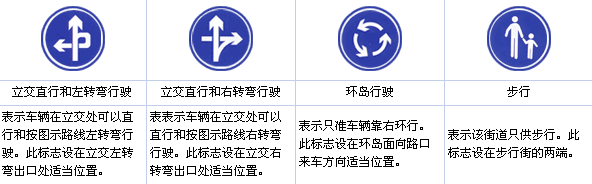 立交直行和左转弯行驶
立交直行和右转弯行驶
环岛行驶
步行
表示车辆在立交处可以直
行和按图示路线左转弯行
驶。此标志设在立交左转
弯出口处适当位置。
表表示车辆在立交处可以
直行和按图示路线右转弯
行驶。此标志设在立交右
转弯出口处适当位置。
表示只准车辆靠右环行。
此标志设在环岛面向路口
来车方向适当位置。
表示该街道只供步行。此
标志设在步行街的两端。